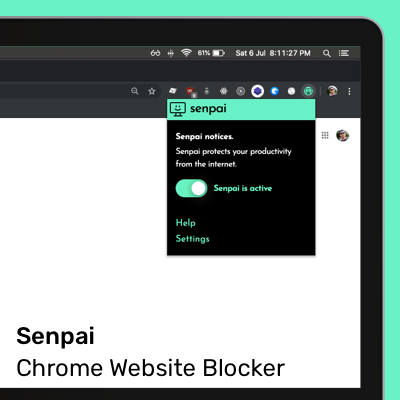 61% Sat 6 Jul 8:11:27 PM
senpai
Senpai notices.
Senpai protects your productivity
from the internet.
Senpai is active
Help
Settings
Senpai
Chrome Website Blocker